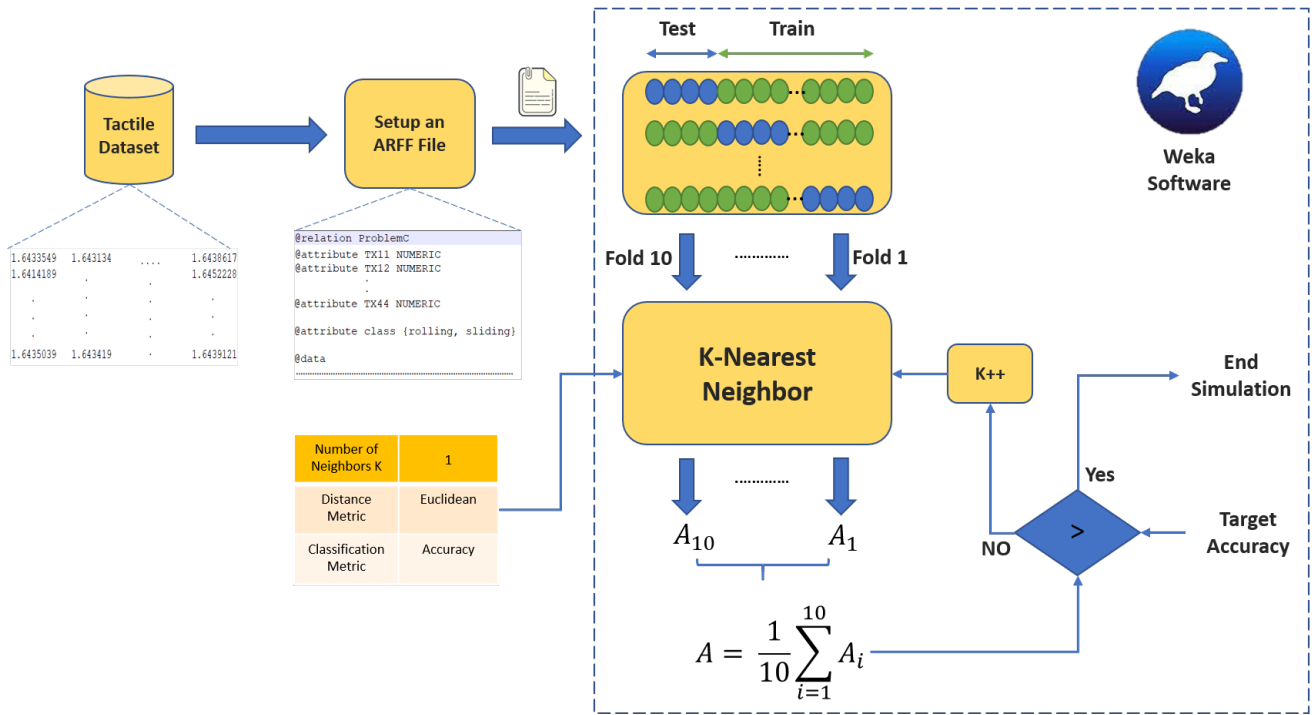 Test
Train
Tactile
Dataset
Setup an
ARFF File
Weka
Software
1.6433549 1.643134 .... 1.6438617
1.6414189 . . 1.6452228
. . . .
. . . .
. . . .
1.6435039 1.643419 . 1.6439121
@relation ProblemC
@attribute TX11 NUMERIC
@attribute TX12 NUMERIC
.
.
@attribute TX44 NUMERIC
@attribute class {rolling, sliding}
@data
Fold 10
.............
Fold 1
K-Nearest
Neighbor
K++
End
Simulation
Number of
Neighbors K
1
Distance
Metric
Euclidean
Classification
Metric
Accuracy
.............
Yes
>
NO
Target
Accuracy
A₁₀
A₁
A = 1/10 ∑_{i=1}^{10} A_i